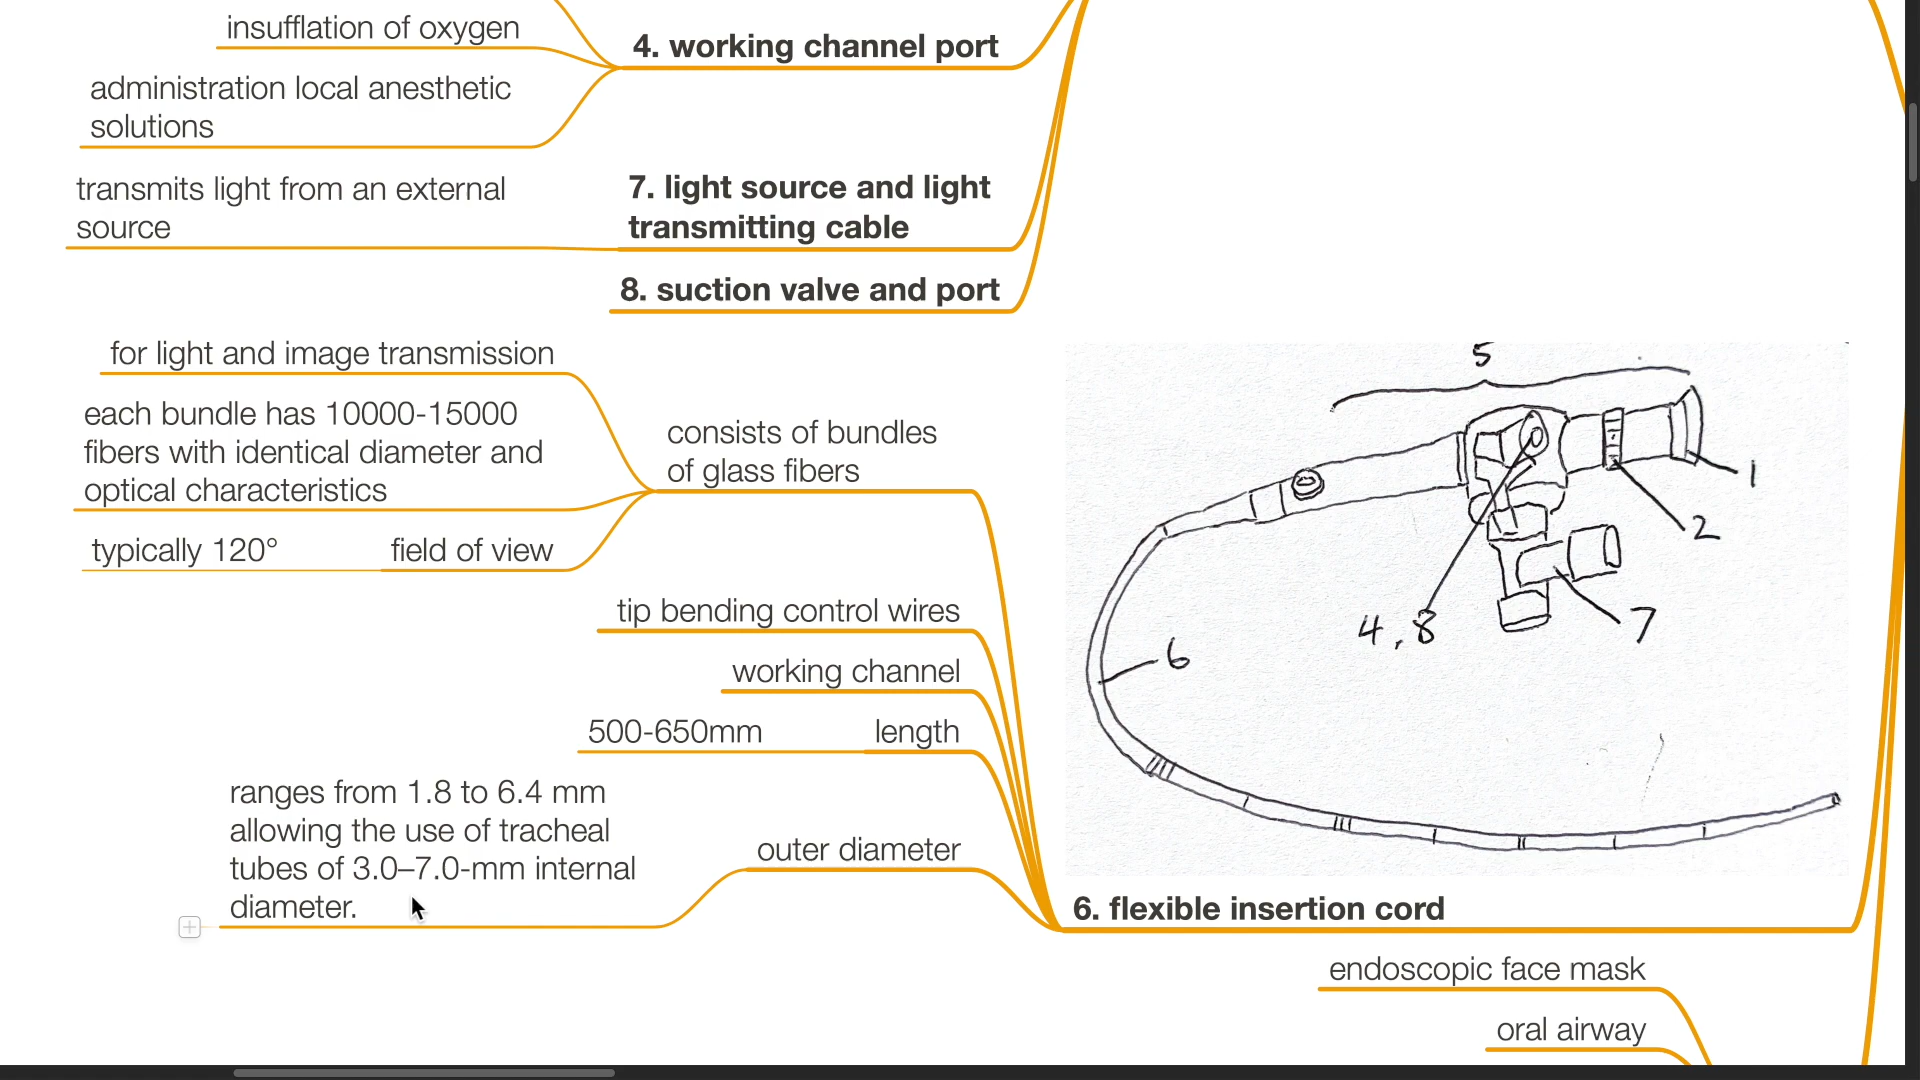 insufflation of oxygen
4. working channel port
administration local anesthetic
solutions
transmits light from an external
source
7. light source and light
transmitting cable
8. suction valve and port
for light and image transmission
each bundle has 10000-15000
fibers with identical diameter and
optical characteristics
typically 120°
field of view
consists of bundles
of glass fibers
tip bending control wires
working channel
500-650mm
length
ranges from 1.8 to 6.4 mm
allowing the use of tracheal
tubes of 3.0–7.0-mm internal
diameter.
outer diameter
5
1
2
4, 8
7
6
6. flexible insertion cord
endoscopic face mask
oral airway